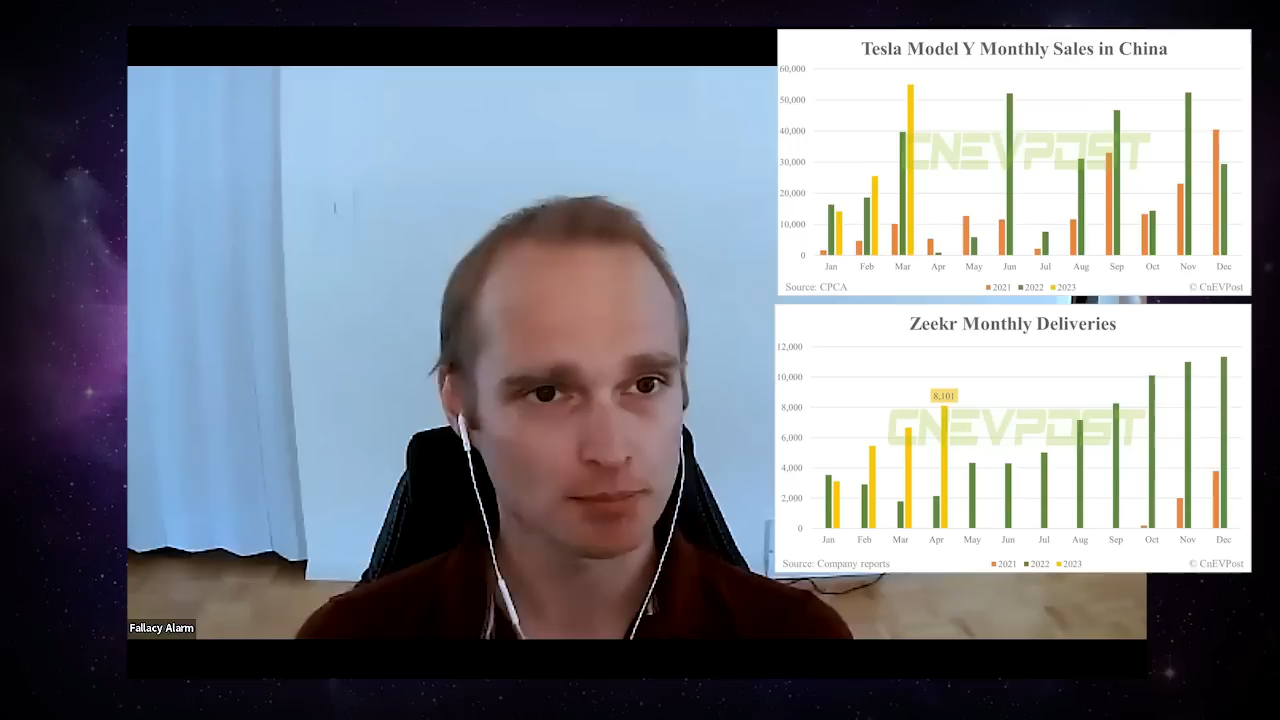 Tesla Model Y Monthly Sales in China
60,000
50,000
40,000
30,000
20,000
10,000
0
CNEVPOST
Jan Feb Mar Apr May Jun Jul Aug Sep Oct Nov Dec
Source: CPCA 2021 2022 2023 © CnEVPost
Zeekr Monthly Deliveries
12,000
10,000
8,000
6,000
4,000
2,000
0
8,101
CNEVPOST
Jan Feb Mar Apr May Jun Jul Aug Sep Oct Nov Dec
Source: Company reports 2021 2022 2023 © CnEVPost
Fallacy Alarm